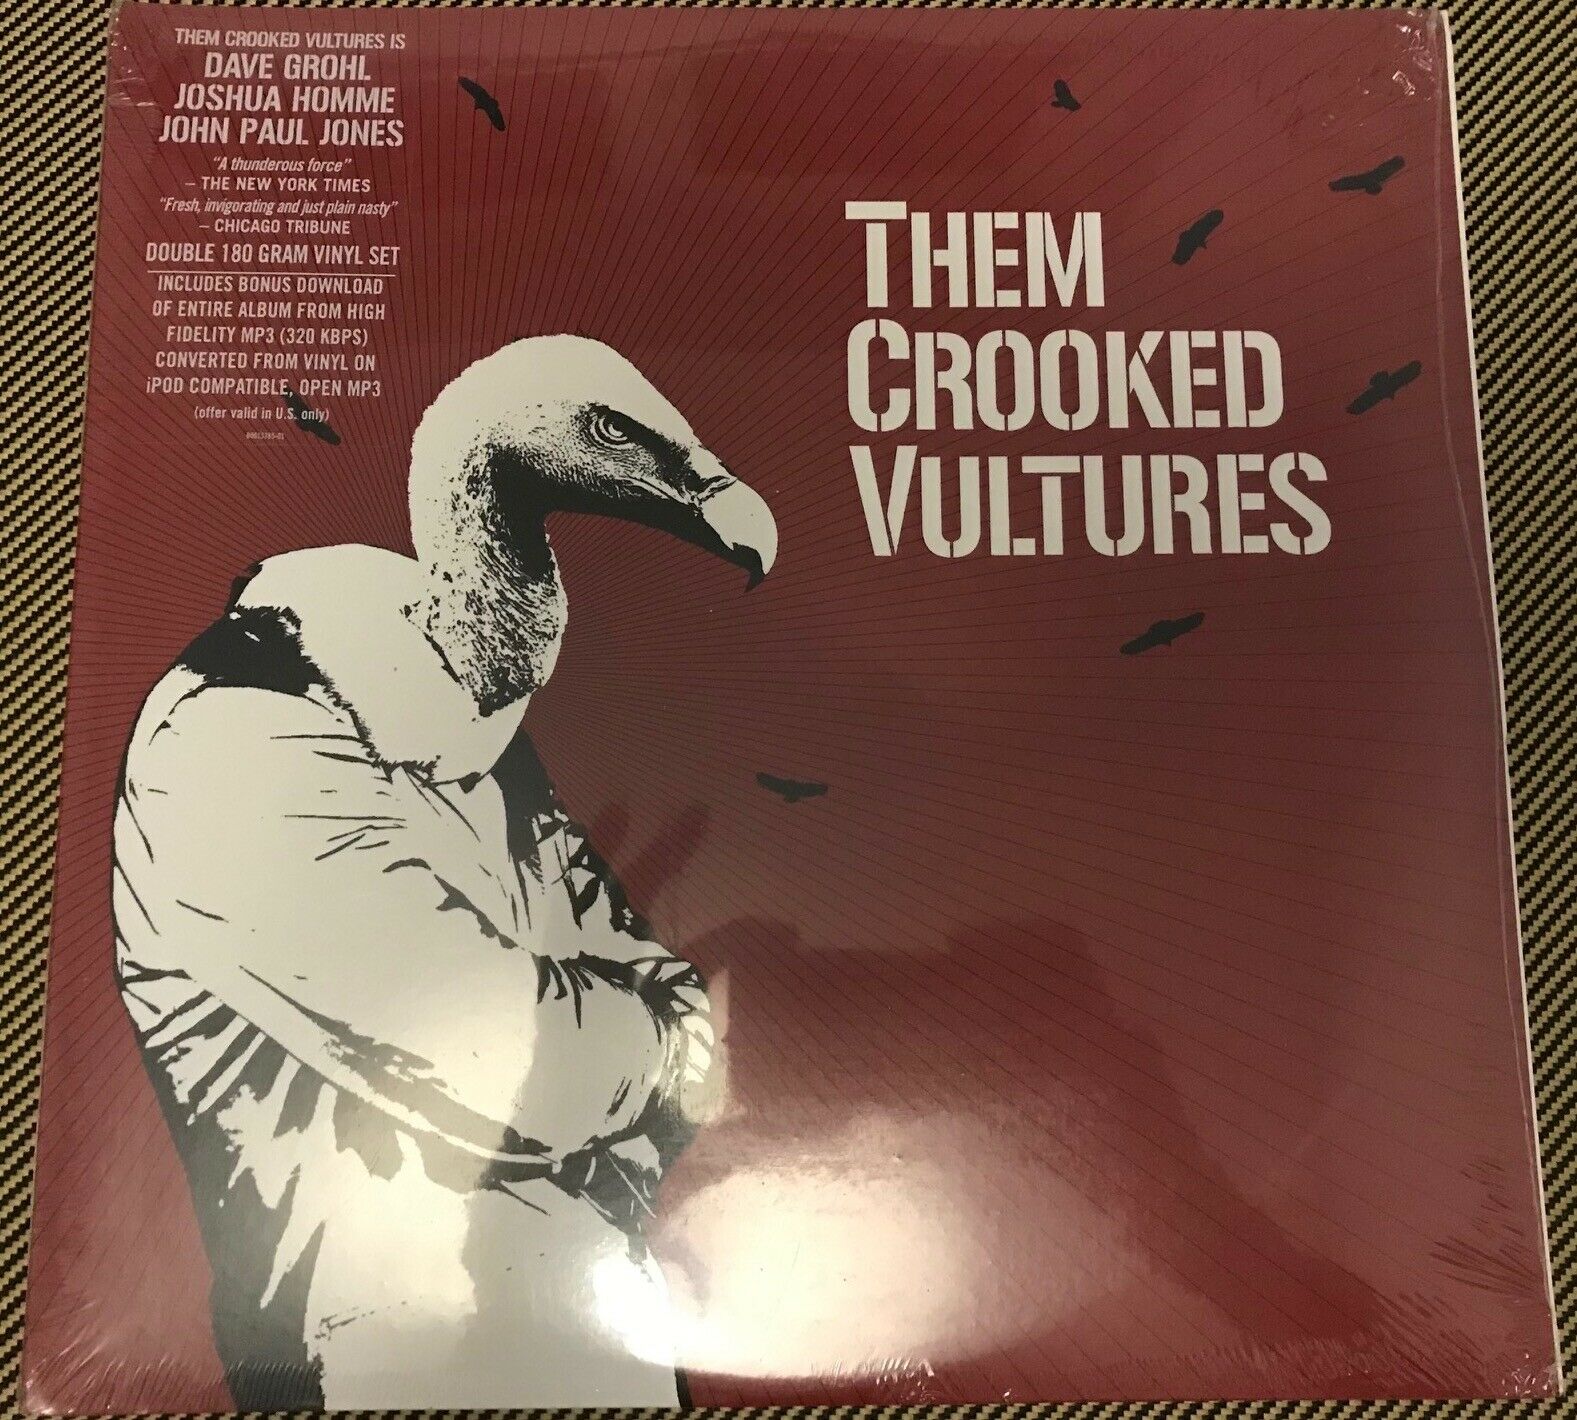 THEM CROOKED VULTURES IS
DAVE GROHL
JOSHUA HOMME
JOHN PAUL JONES
"A thunderous force"
– THE NEW YORK TIMES
"Fresh, invigorating and just plain nasty"
– CHICAGO TRIBUNE
DOUBLE 180 GRAM VINYL SET
INCLUDES BONUS DOWNLOAD
OF ENTIRE ALBUM FROM HIGH
FIDELITY MP3 (320 KBPS)
CONVERTED FROM VINYL ON
iPOD COMPATIBLE, OPEN MP3
(offer valid in U.S. only)
THEM
CROOKED
VULTURES